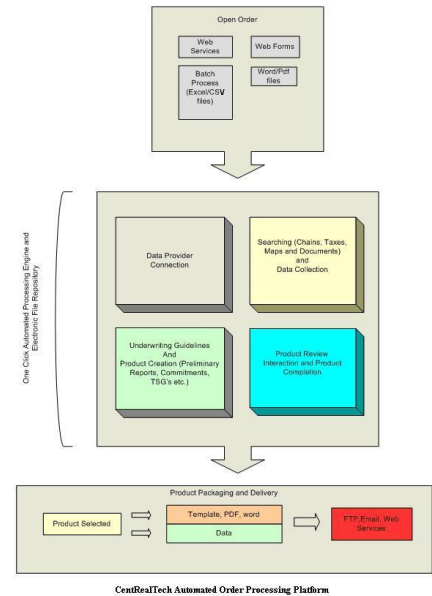 Open Order
Web
Services
Web Forms
Batch
Process
(Excel/CSV
files)
Word/Pdf
files
One Click Automated Processing Engine and
Electronic File Repository
Data Provider
Connection
Searching (Chains, Taxes,
Maps and Documents)
and
Data Collection
Underwriting Guidelines
And
Product Creation (Preliminary
Reports, Commitments,
TSG's etc.)
Product Review
Interaction and Product
Completion
Product Packaging and Delivery
Product Selected
Template, PDF, word
Data
FTP,Email, Web
Services
CentRealTech Automated Order Processing Platform